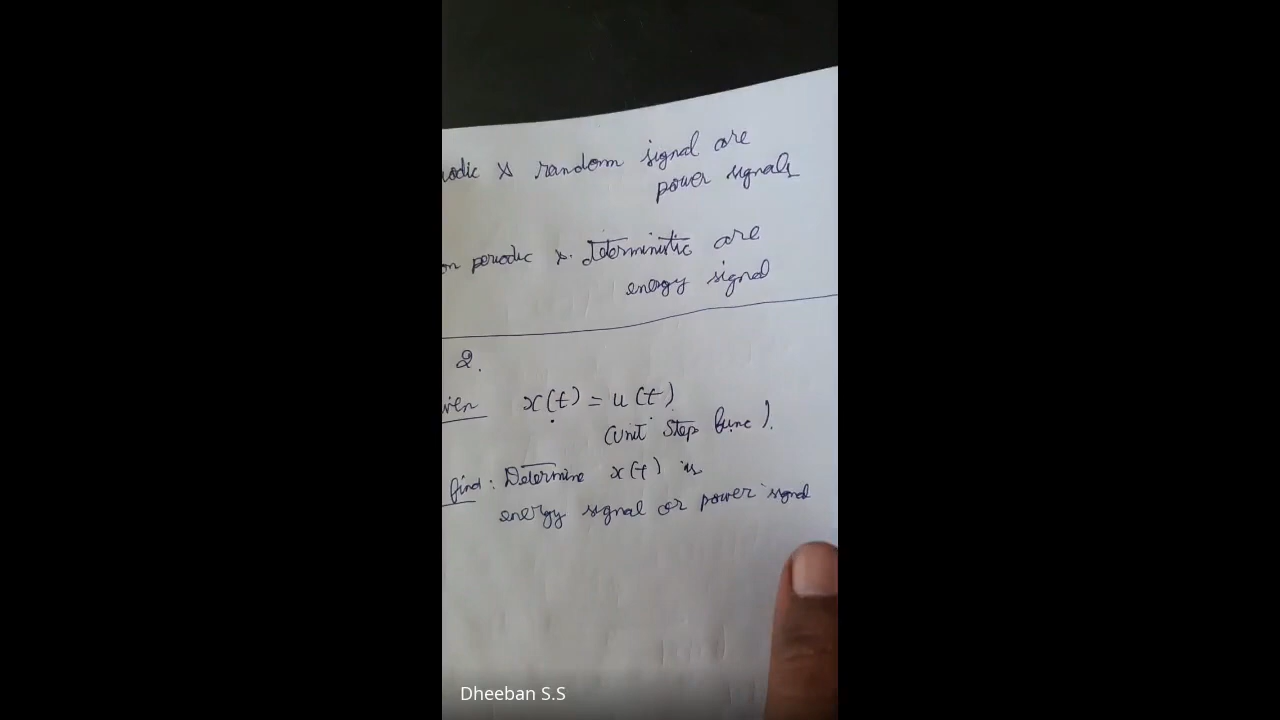 odic & random signal are
power signals
on periodic & Deterministic are
energy signal
2.
ven x(t) = u(t)
(unit step func).
find: Determine x(t) is
energy signal or power signal
Dheeban S.S